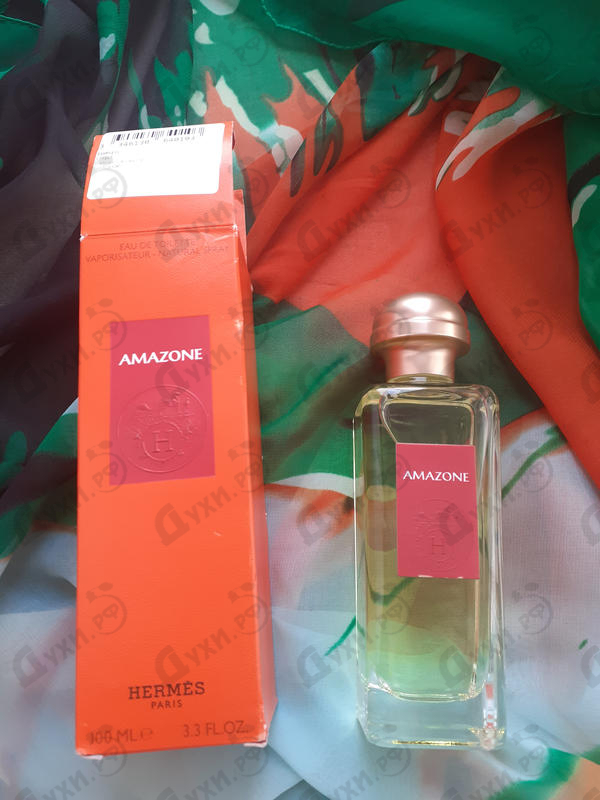 EAU DE TOILETTE
VAPORISATEUR - NATURAL SPRAY
AMAZONE
H
HERMÈS
PARIS
100 ML e 3.3 FL.OZ.
AMAZONE
H
Духи.рф